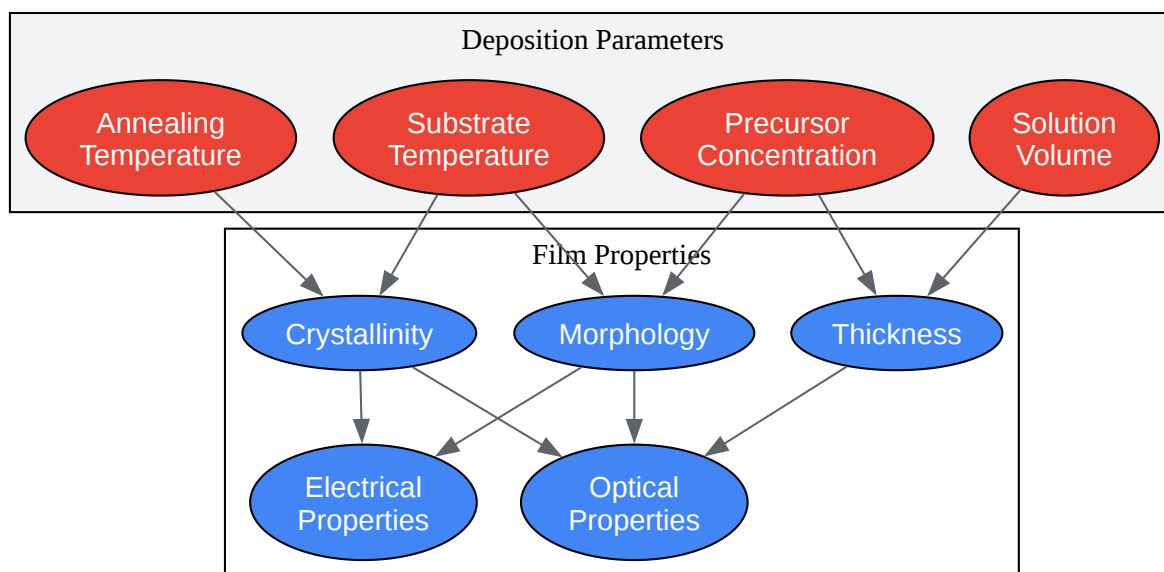 Deposition Parameters
Annealing
Temperature
Substrate
Temperature
Precursor
Concentration
Solution
Volume
Film Properties
Crystallinity
Morphology
Thickness
Electrical
Properties
Optical
Properties